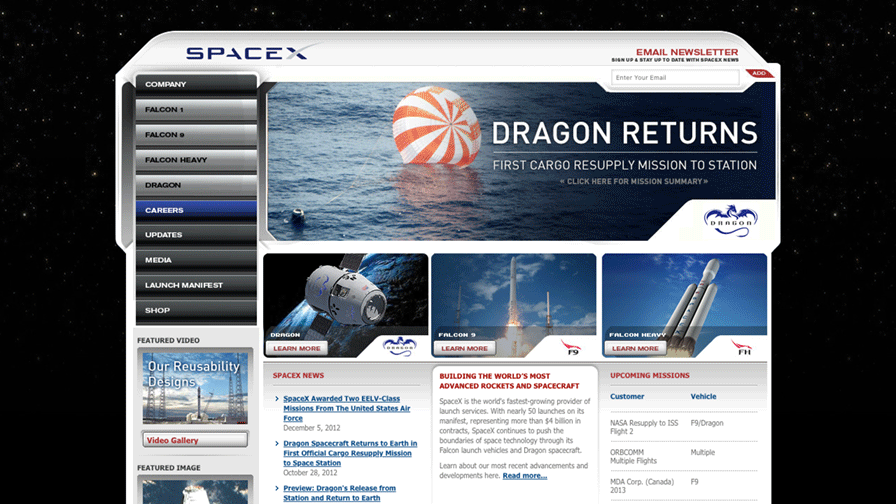 SPACEX
EMAIL NEWSLETTER
SIGN UP & STAY UP TO DATE WITH SPACEX NEWS
Enter Your Email
ADD
COMPANY
FALCON 1
FALCON 9
FALCON HEAVY
DRAGON
CAREERS
UPDATES
MEDIA
LAUNCH MANIFEST
SHOP
DRAGON RETURNS
FIRST CARGO RESUPPLY MISSION TO STATION
« CLICK HERE FOR MISSION SUMMARY »
DRAGON
DRAGON
LEARN MORE
DRAGON
FALCON 9
LEARN MORE
F9
FALCON HEAVY
LEARN MORE
FH
FEATURED VIDEO
Our Reusability
Designs
Video Gallery
FEATURED IMAGE
SPACEX NEWS
SpaceX Awarded Two EELV-Class
Missions From The United States Air
Force
December 5, 2012
Dragon Spacecraft Returns to Earth in
First Official Cargo Resupply Mission
to Space Station
October 28, 2012
Preview: Dragon's Release from
Station and Return to Earth
BUILDING THE WORLD'S MOST
ADVANCED ROCKETS AND SPACECRAFT
SpaceX is the world's fastest-growing provider of
launch services. With nearly 50 launches on its
manifest, representing more than $4 billion in
contracts, SpaceX continues to push the
boundaries of space technology through its
Falcon launch vehicles and Dragon spacecraft.
Learn about our most recent advancements and
developments here. Read more...
UPCOMING MISSIONS
Customer Vehicle
NASA Resupply to ISS F9/Dragon
Flight 2
ORBCOMM Multiple
Multiple Flights
MDA Corp. (Canada) F9
2013